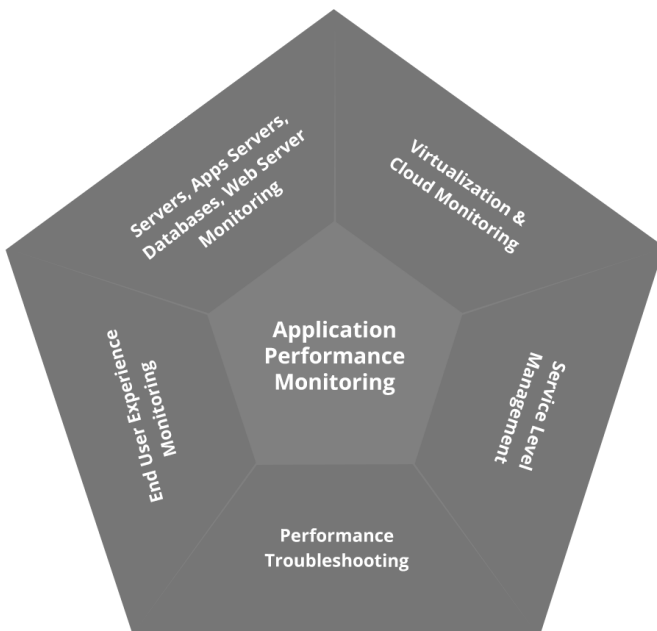 Servers, Apps Servers,
Databases, Web Server
Monitoring
Virtualization &
Cloud Monitoring
Application
Performance
Monitoring
End User Experience
Monitoring
Service Level
Management
Performance
Troubleshooting